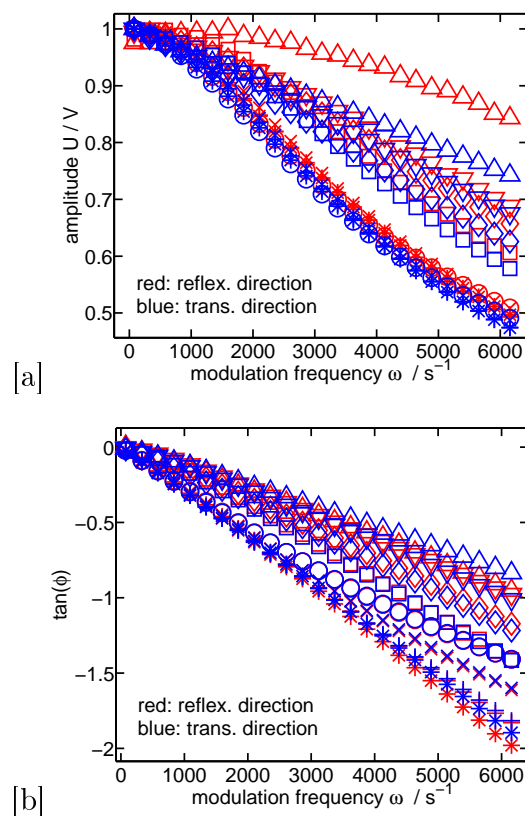 1
0.9
0.8
0.7
0.6
0.5
amplitude U / V
red: reflex. direction
blue: trans. direction
0 1000 2000 3000 4000 5000 6000
modulation frequency ω / s⁻¹
[a]
0
−0.5
−1
−1.5
−2
tan(ϕ)
red: reflex. direction
blue: trans. direction
0 1000 2000 3000 4000 5000 6000
modulation frequency ω / s⁻¹
[b]